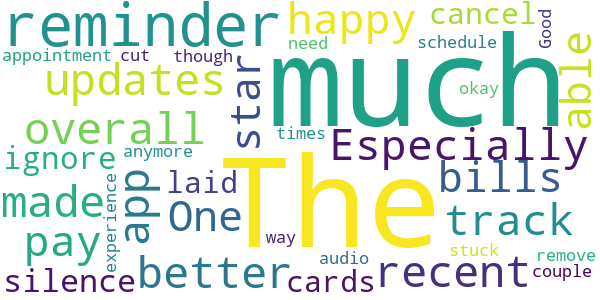 reminder
happy
cancel
Good
appointment
cut
though
need
schedule
able
updates
star
much
okay
overall
times
Especially
ignore
anymore
The
bills
made
app
laid
One
track
experience
pay
way
audio
stuck
remove
silence
better
cards
recent
couple